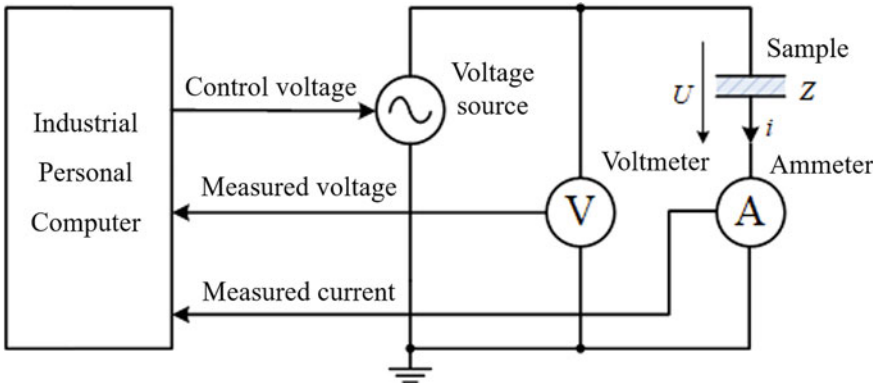 Industrial
Personal
Computer
Control voltage
Voltage
source
Measured voltage
Measured current
Voltmeter
V
U
Sample
Z
i
Ammeter
A